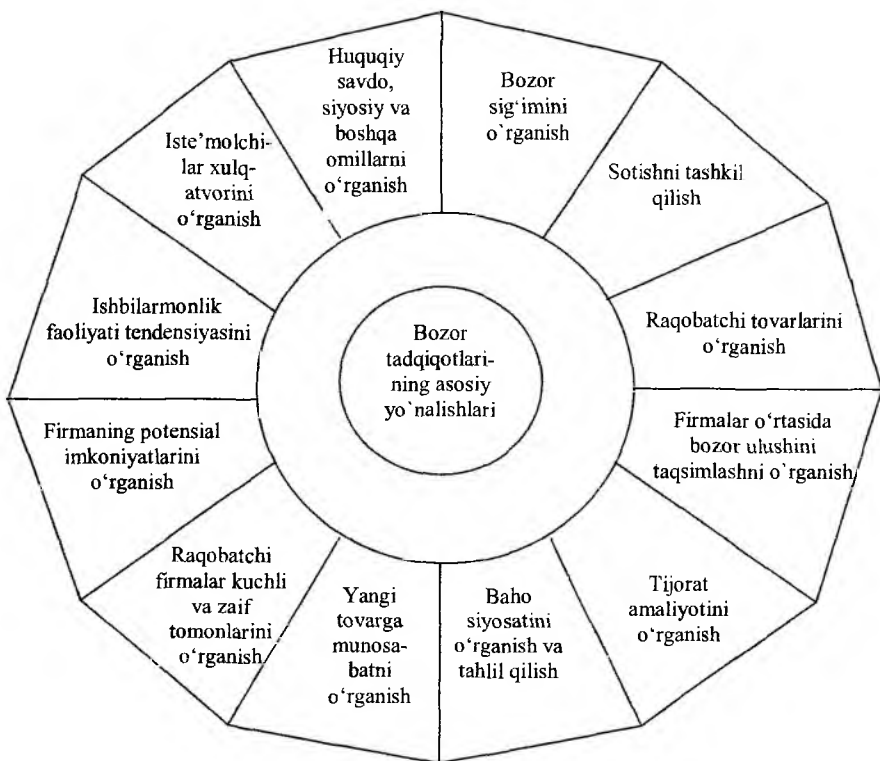 Huquqiy
savdo,
siyosiy va
boshqa
omillarni
o‘rganish
Bozor
sig‘imini
o`rganish
Sotishni tashkil
qilish
Raqobatchi tovarlarini
o‘rganish
Firmalar o‘rtasida
bozor ulushini
taqsimlashni o`rganish
Tijorat
amaliyotini
o‘rganish
Baho
siyosatini
o‘rganish va
tahlil qilish
Yangi
tovarga
munosa-
batni
o‘rganish
Raqobatchi
firmalar kuchli
va zaif
tomonlarini
o‘rganish
Firmaning potensial
imkoniyatlarini
o‘rganish
Ishbilarmonlik
faoliyati tendensiyasini
o‘rganish
Iste’molchi-
lar xulq-
atvorini
o‘rganish
Bozor
tadqiqotlari-
ning asosiy
yo`nalishlari